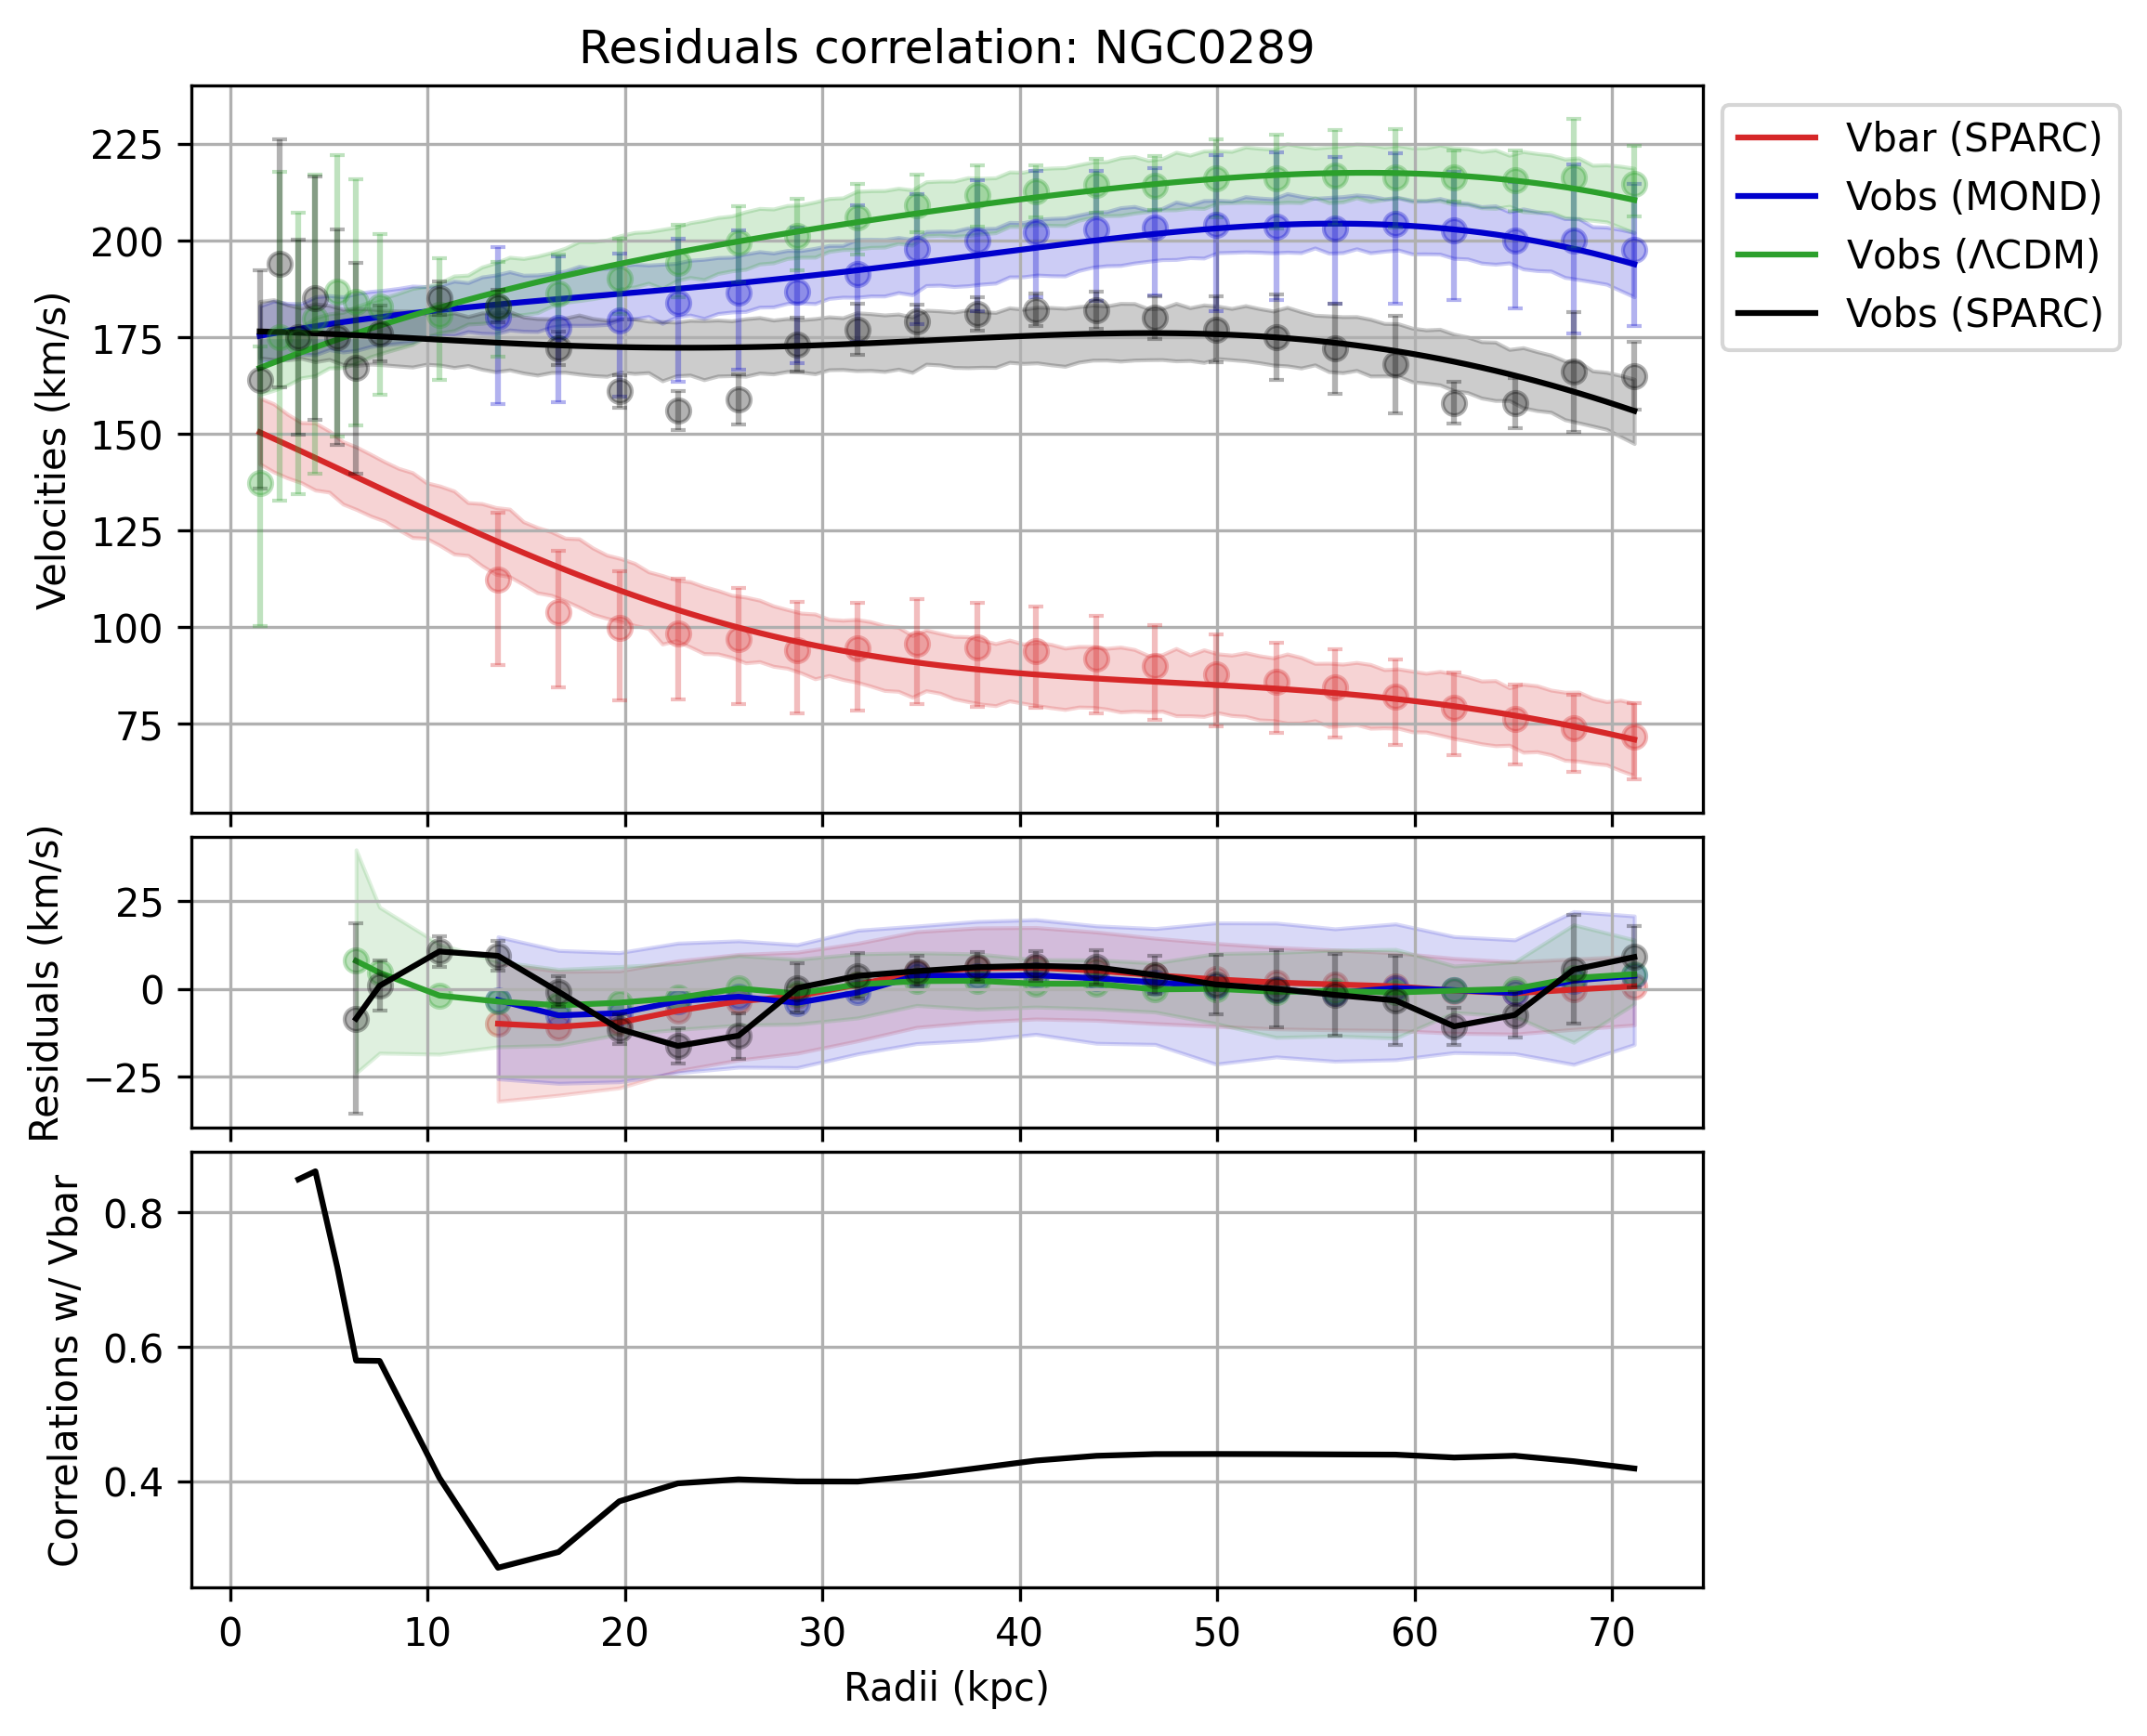 Residuals correlation: NGC0289
Velocities (km/s)
225
200
175
150
125
100
75
Vbar (SPARC)
Vobs (MOND)
Vobs (ΛCDM)
Vobs (SPARC)
Residuals (km/s)
25
0
−25
Correlations w/ Vbar
0.8
0.6
0.4
0 10 20 30 40 50 60 70
Radii (kpc)